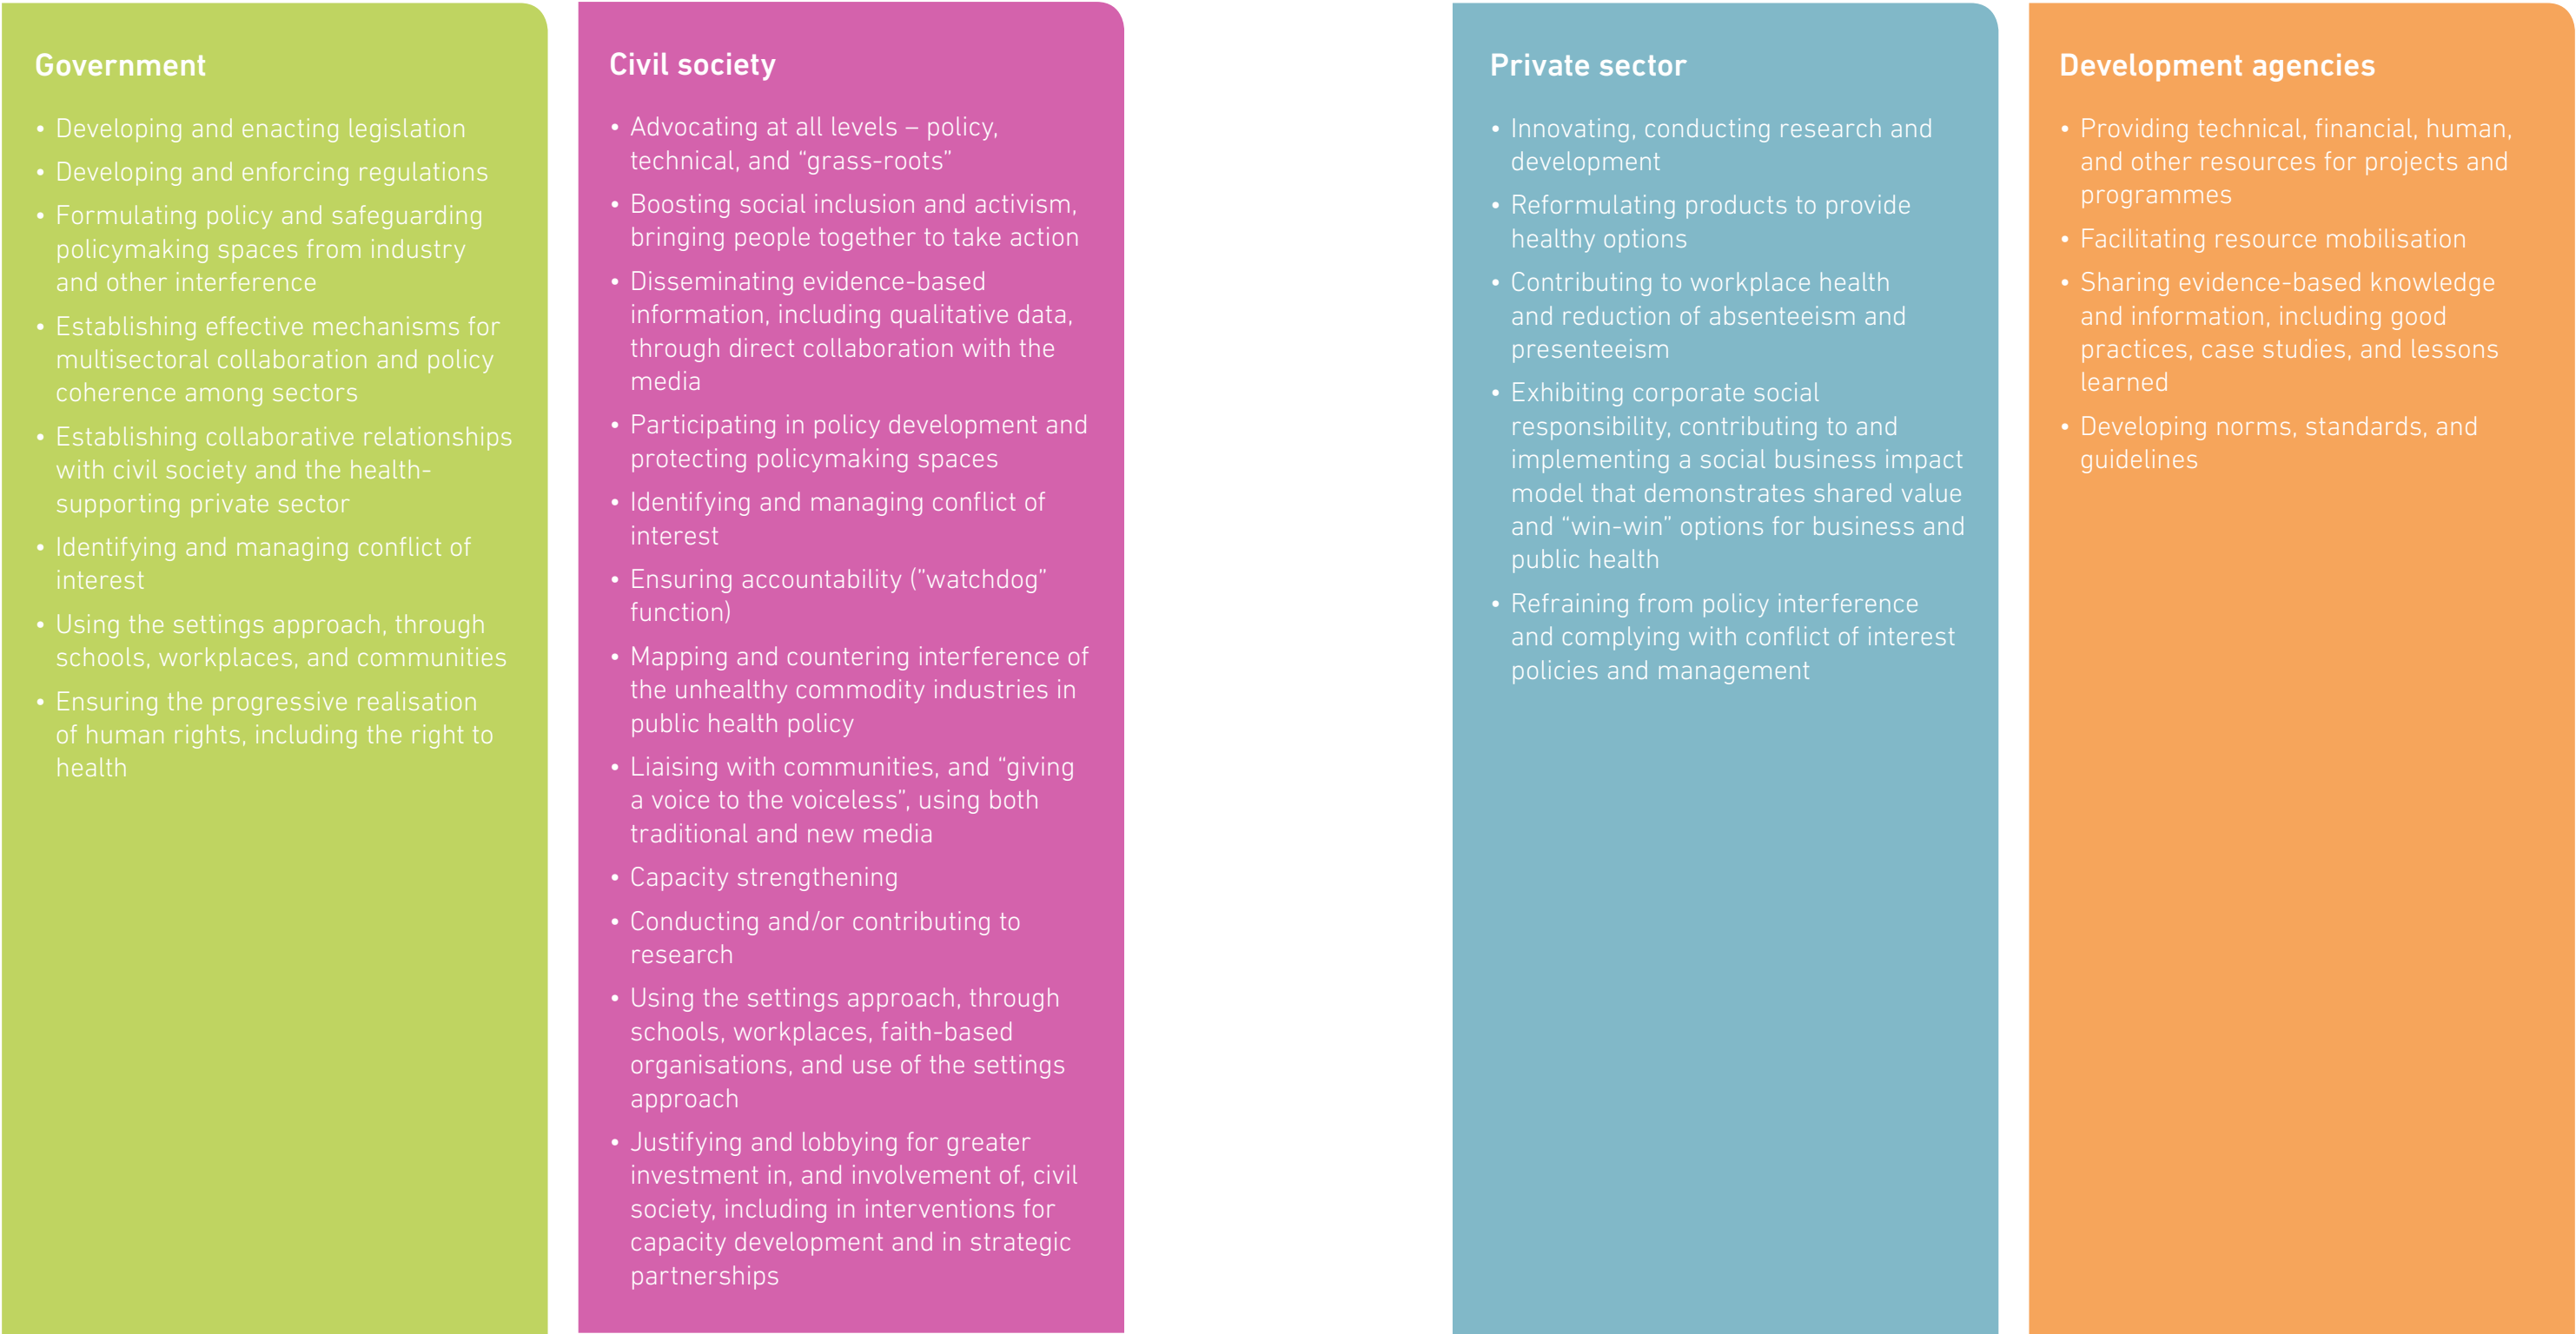 Government
• Developing and enacting legislation
• Developing and enforcing regulations
• Formulating policy and safeguarding
policymaking spaces from industry
and other interference
• Establishing effective mechanisms for
multisectoral collaboration and policy
coherence among sectors
• Establishing collaborative relationships
with civil society and the health-
supporting private sector
• Identifying and managing conflict of
interest
• Using the settings approach, through
schools, workplaces, and communities
• Ensuring the progressive realisation
of human rights, including the right to
health
Civil society
• Advocating at all levels – policy,
technical, and “grass-roots”
• Boosting social inclusion and activism,
bringing people together to take action
• Disseminating evidence-based
information, including qualitative data,
through direct collaboration with the
media
• Participating in policy development and
protecting policymaking spaces
• Identifying and managing conflict of
interest
• Ensuring accountability (”watchdog”
function)
• Mapping and countering interference of
the unhealthy commodity industries in
public health policy
• Liaising with communities, and “giving
a voice to the voiceless”, using both
traditional and new media
• Capacity strengthening
• Conducting and/or contributing to
research
• Using the settings approach, through
schools, workplaces, faith-based
organisations, and use of the settings
approach
• Justifying and lobbying for greater
investment in, and involvement of, civil
society, including in interventions for
capacity development and in strategic
partnerships
Private sector
• Innovating, conducting research and
development
• Reformulating products to provide
healthy options
• Contributing to workplace health
and reduction of absenteeism and
presenteeism
• Exhibiting corporate social
responsibility, contributing to and
implementing a social business impact
model that demonstrates shared value
and “win-win” options for business and
public health
• Refraining from policy interference
and complying with conflict of interest
policies and management
Development agencies
• Providing technical, financial, human,
and other resources for projects and
programmes
• Facilitating resource mobilisation
• Sharing evidence-based knowledge
and information, including good
practices, case studies, and lessons
learned
• Developing norms, standards, and
guidelines